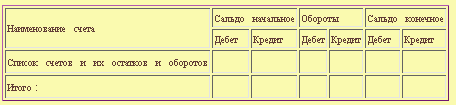 Наименование счета
Сальдо начальное Обороты Сальдо конечное
Дебет Кредит Дебет Кредит Дебет Кредит
Список счетов и их остатков и оборотов
Итого :